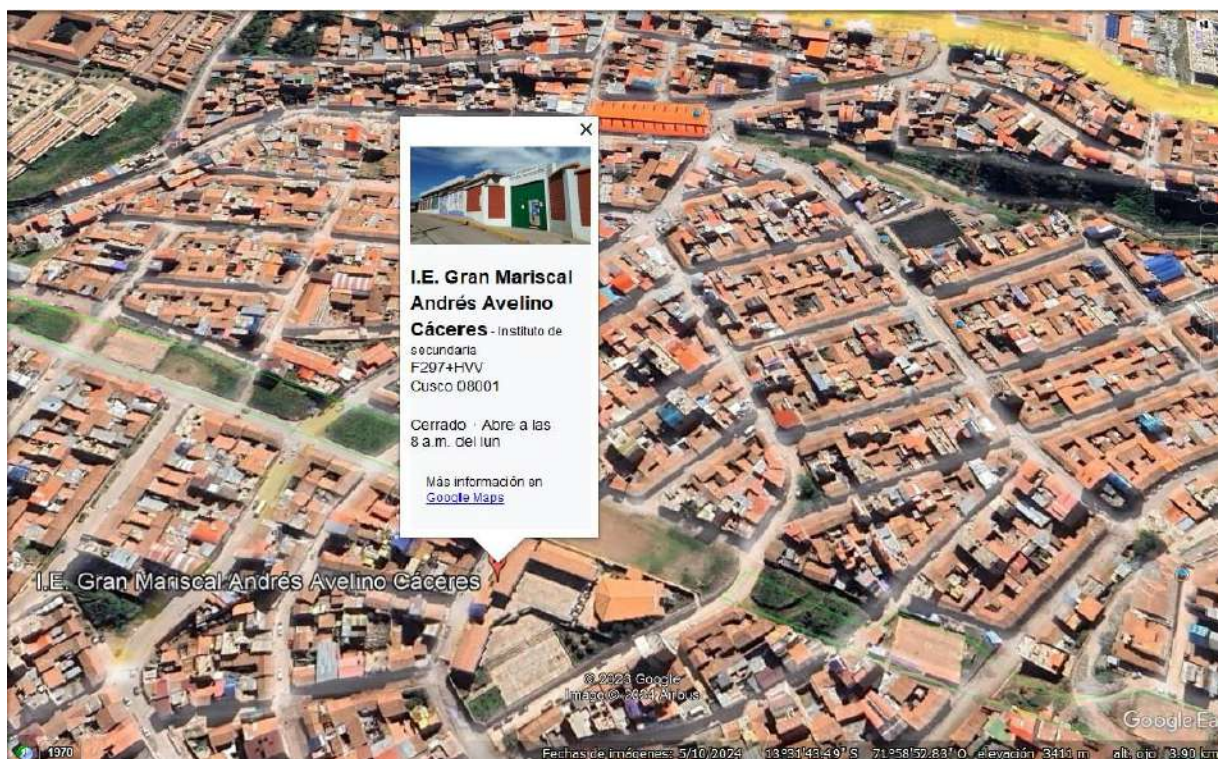 I.E. Gran Mariscal
Andrés Avelino
Cáceres - Instituto de
secundaria
F297+HVV
Cusco 08001
Cerrado · Abre a las
8 a.m. del lun
Más información en
Google Maps
I.E. Gran Mariscal Andrés Avelino Cáceres
© 2023 Google
Image © 2024 Airbus
Google Ea
1970
Fechas de imágenes: 5/10/2024 13°31'43.49" S 71°58'52.83" O elevación 3411 m alt. ojo 3.90 km